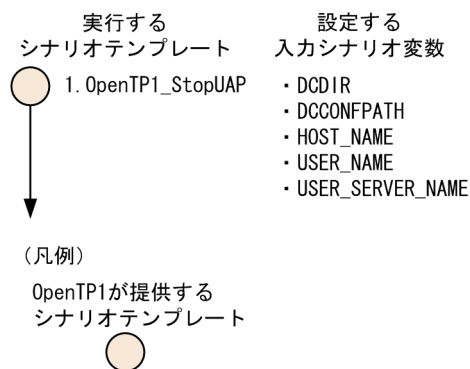 実行する
シナリオテンプレート
設定する
入力シナリオ変数
1.OpenTP1_StopUAP
・DCDIR
・DCCONFPATH
・HOST_NAME
・USER_NAME
・USER_SERVER_NAME
（凡例）
OpenTP1が提供する
シナリオテンプレート